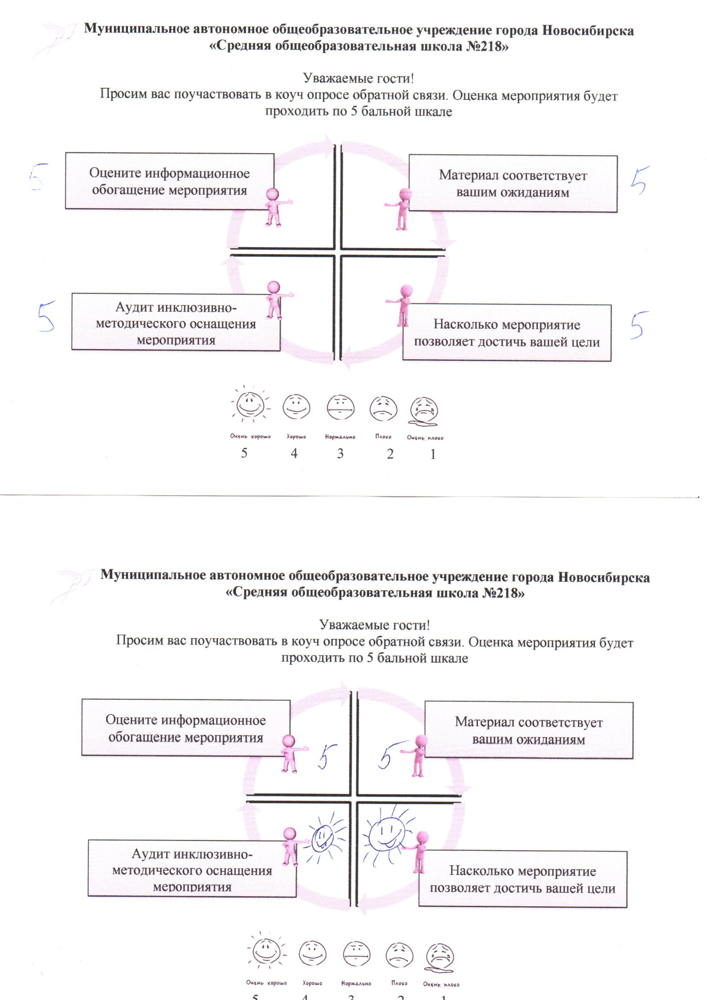 Муниципальное автономное общеобразовательное учреждение города Новосибирска
«Средняя общеобразовательная школа №218»
Уважаемые гости!
Просим вас поучаствовать в коуч опросе обратной связи. Оценка мероприятия будет
проходить по 5 бальной шкале
5
Оцените информационное
обогащение мероприятия
Материал соответствует
вашим ожиданиям
5
5
Аудит инклюзивно-
методического оснащения
мероприятия
Насколько мероприятие
позволяет достичь вашей цели
5
Очень хорошо Хорошо Нормально Плохо Очень плохо
5 4 3 2 1
Муниципальное автономное общеобразовательное учреждение города Новосибирска
«Средняя общеобразовательная школа №218»
Уважаемые гости!
Просим вас поучаствовать в коуч опросе обратной связи. Оценка мероприятия будет
проходить по 5 бальной шкале
Оцените информационное
обогащение мероприятия
5
5
Материал соответствует
вашим ожиданиям
Аудит инклюзивно-
методического оснащения
мероприятия
Насколько мероприятие
позволяет достичь вашей цели
Очень хорошо Хорошо Нормально Плохо Очень плохо
5 4 3 2 1